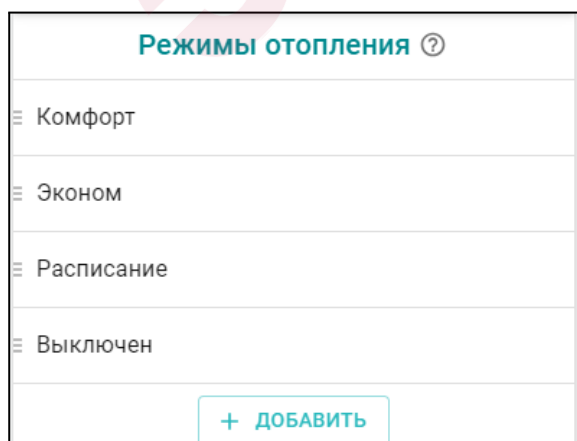 Режимы отопления ?
Комфорт
Эконом
Расписание
Выключен
+ ДОБАВИТЬ